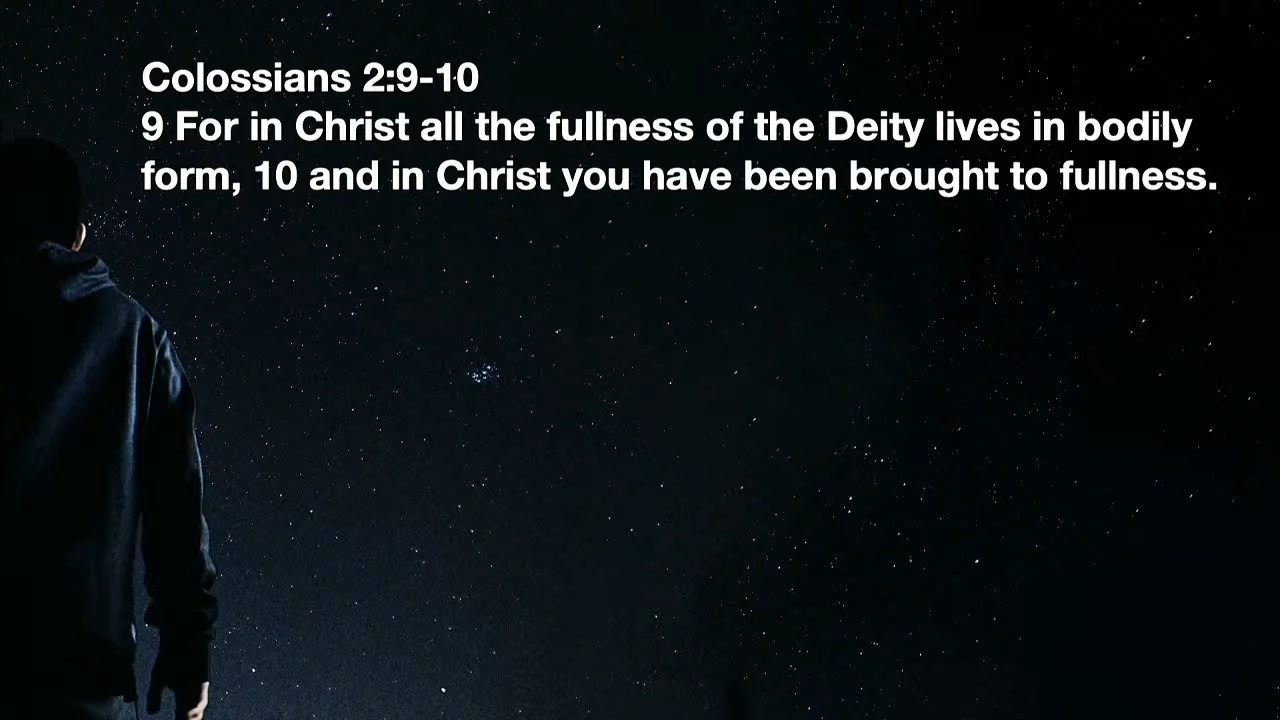 Colossians 2:9-10
9 For in Christ all the fullness of the Deity lives in bodily
form, 10 and in Christ you have been brought to fullness.